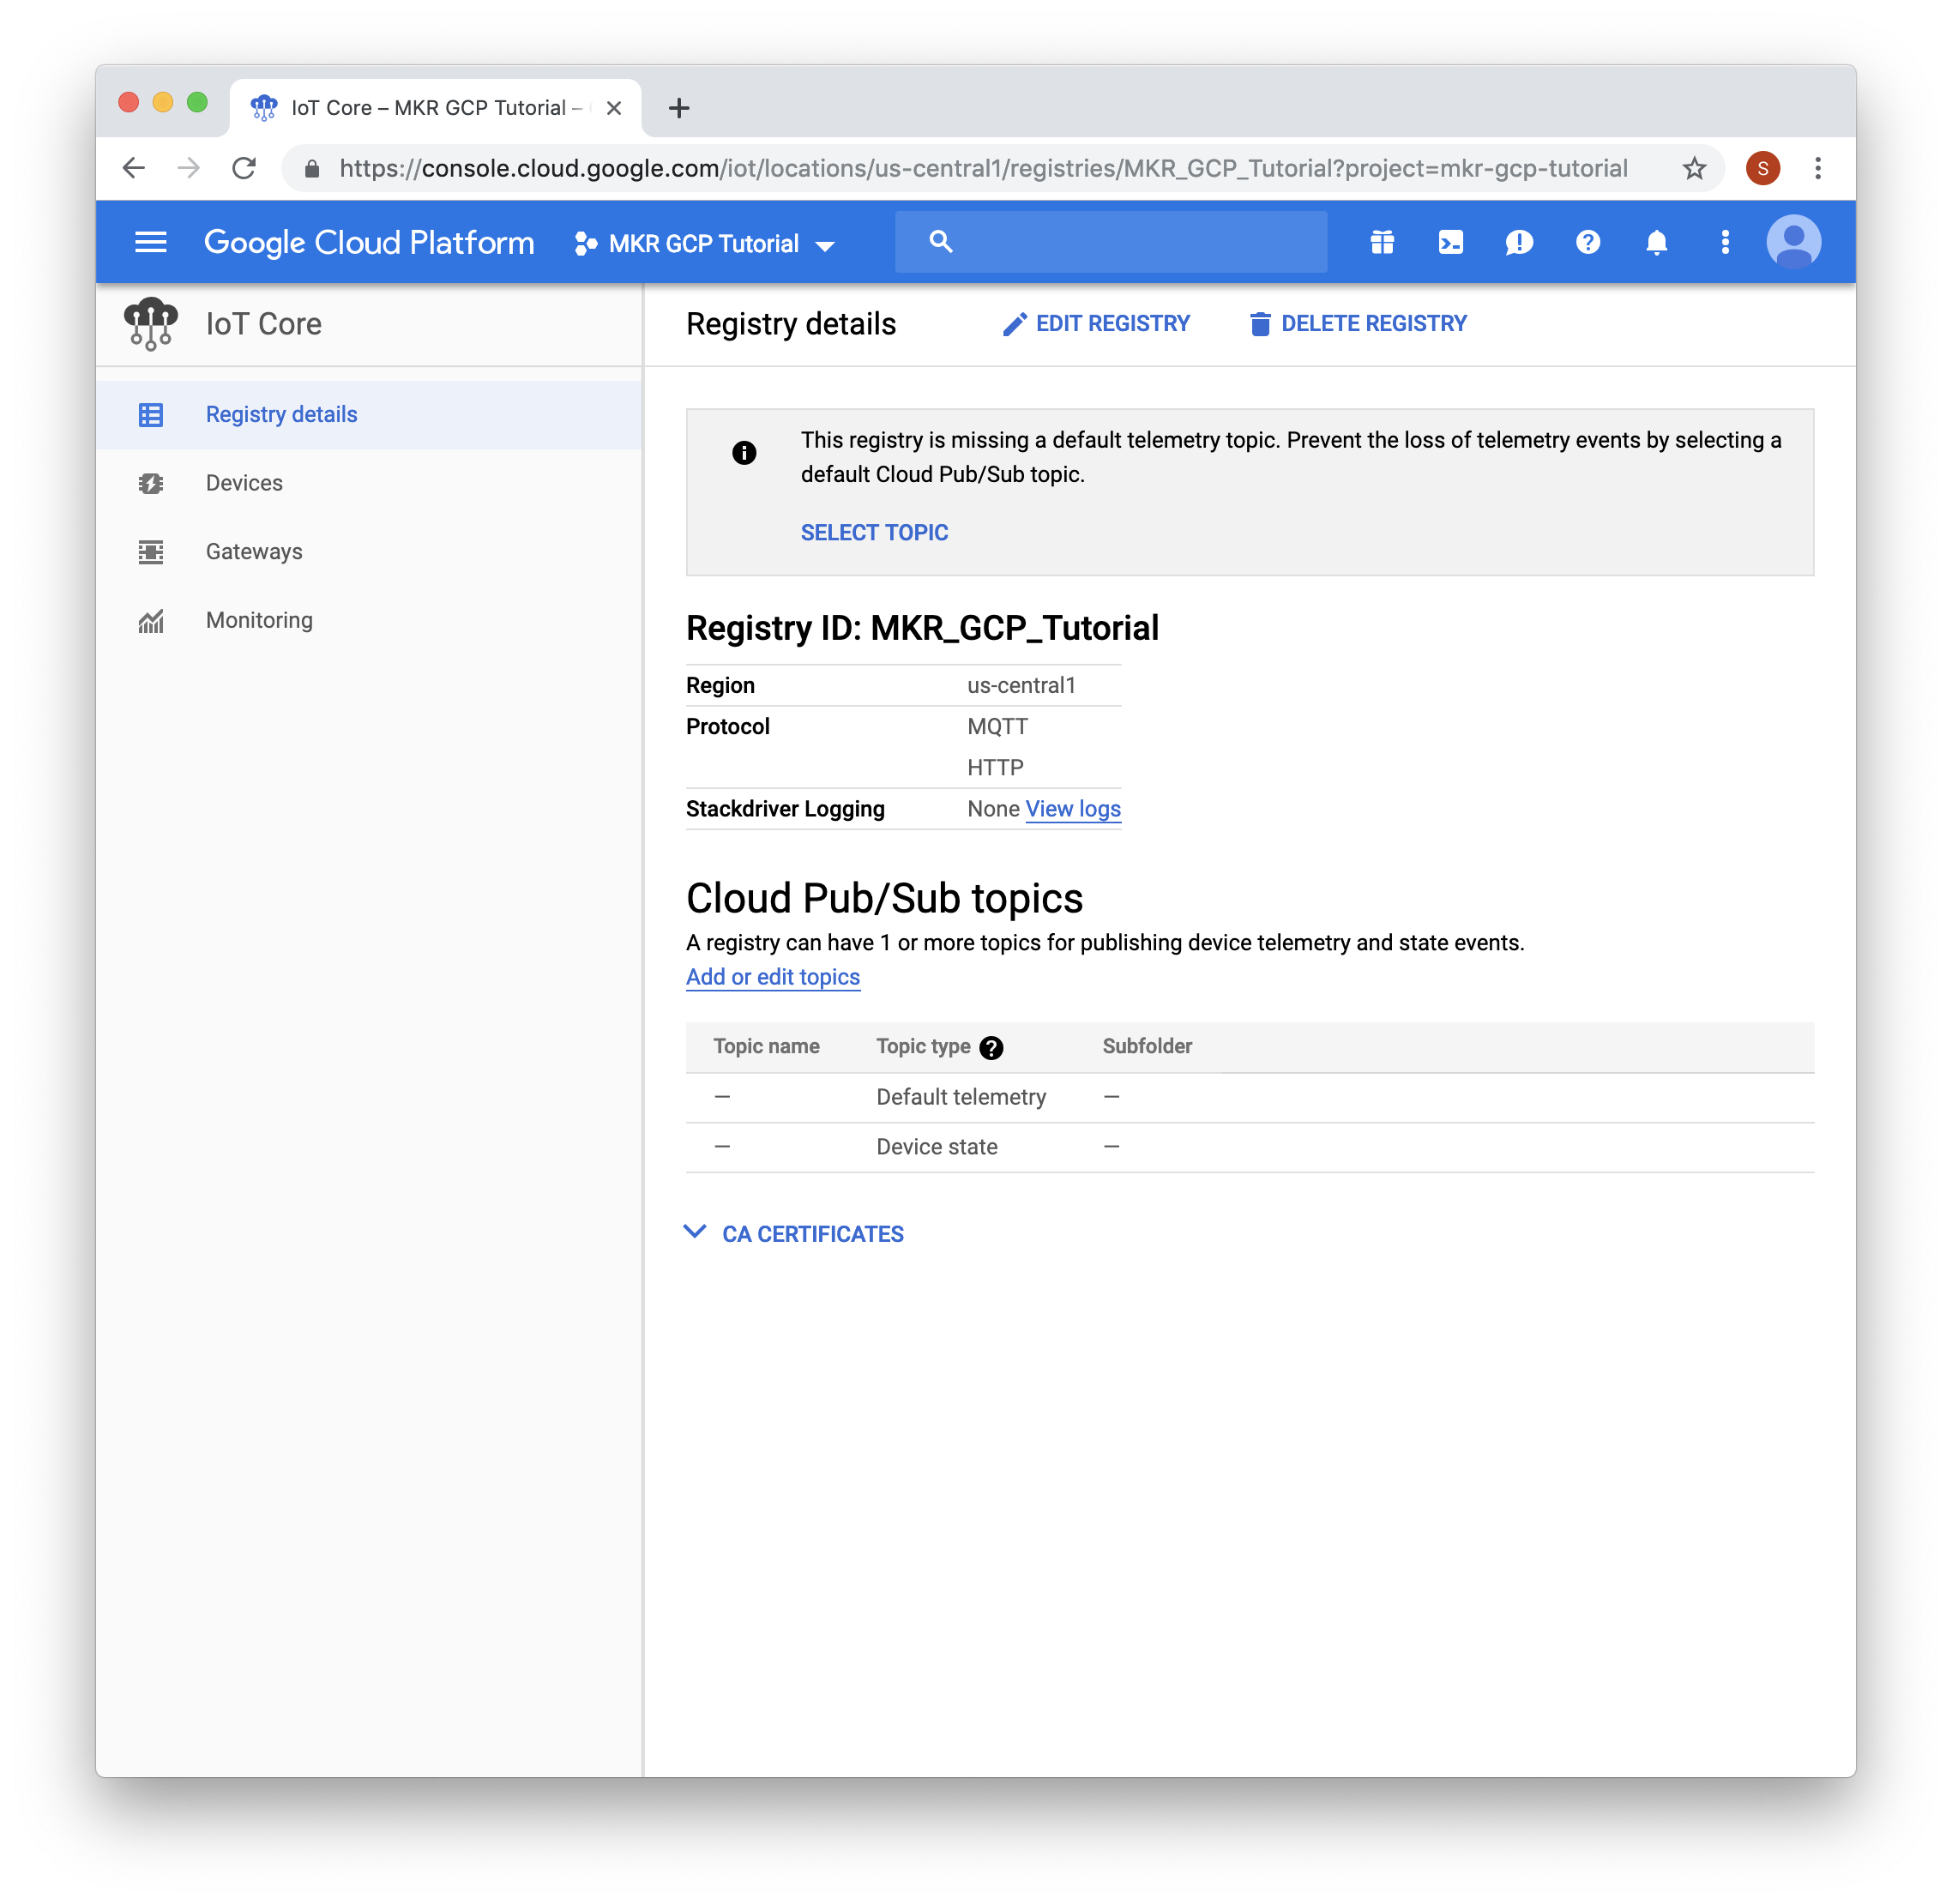 IoT Core – MKR GCP Tutorial –
https://console.cloud.google.com/iot/locations/us-central1/registries/MKR_GCP_Tutorial?project=mkr-gcp-tutorial
S
Google Cloud Platform
MKR GCP Tutorial
IoT Core
Registry details
Devices
Gateways
Monitoring
Registry details
EDIT REGISTRY
DELETE REGISTRY
This registry is missing a default telemetry topic. Prevent the loss of telemetry events by selecting a
default Cloud Pub/Sub topic.
SELECT TOPIC
Registry ID: MKR_GCP_Tutorial
Region us-central1
Protocol MQTT
HTTP
Stackdriver Logging None View logs
Cloud Pub/Sub topics
A registry can have 1 or more topics for publishing device telemetry and state events.
Add or edit topics
Topic name Topic type Subfolder
— Default telemetry —
— Device state —
CA CERTIFICATES